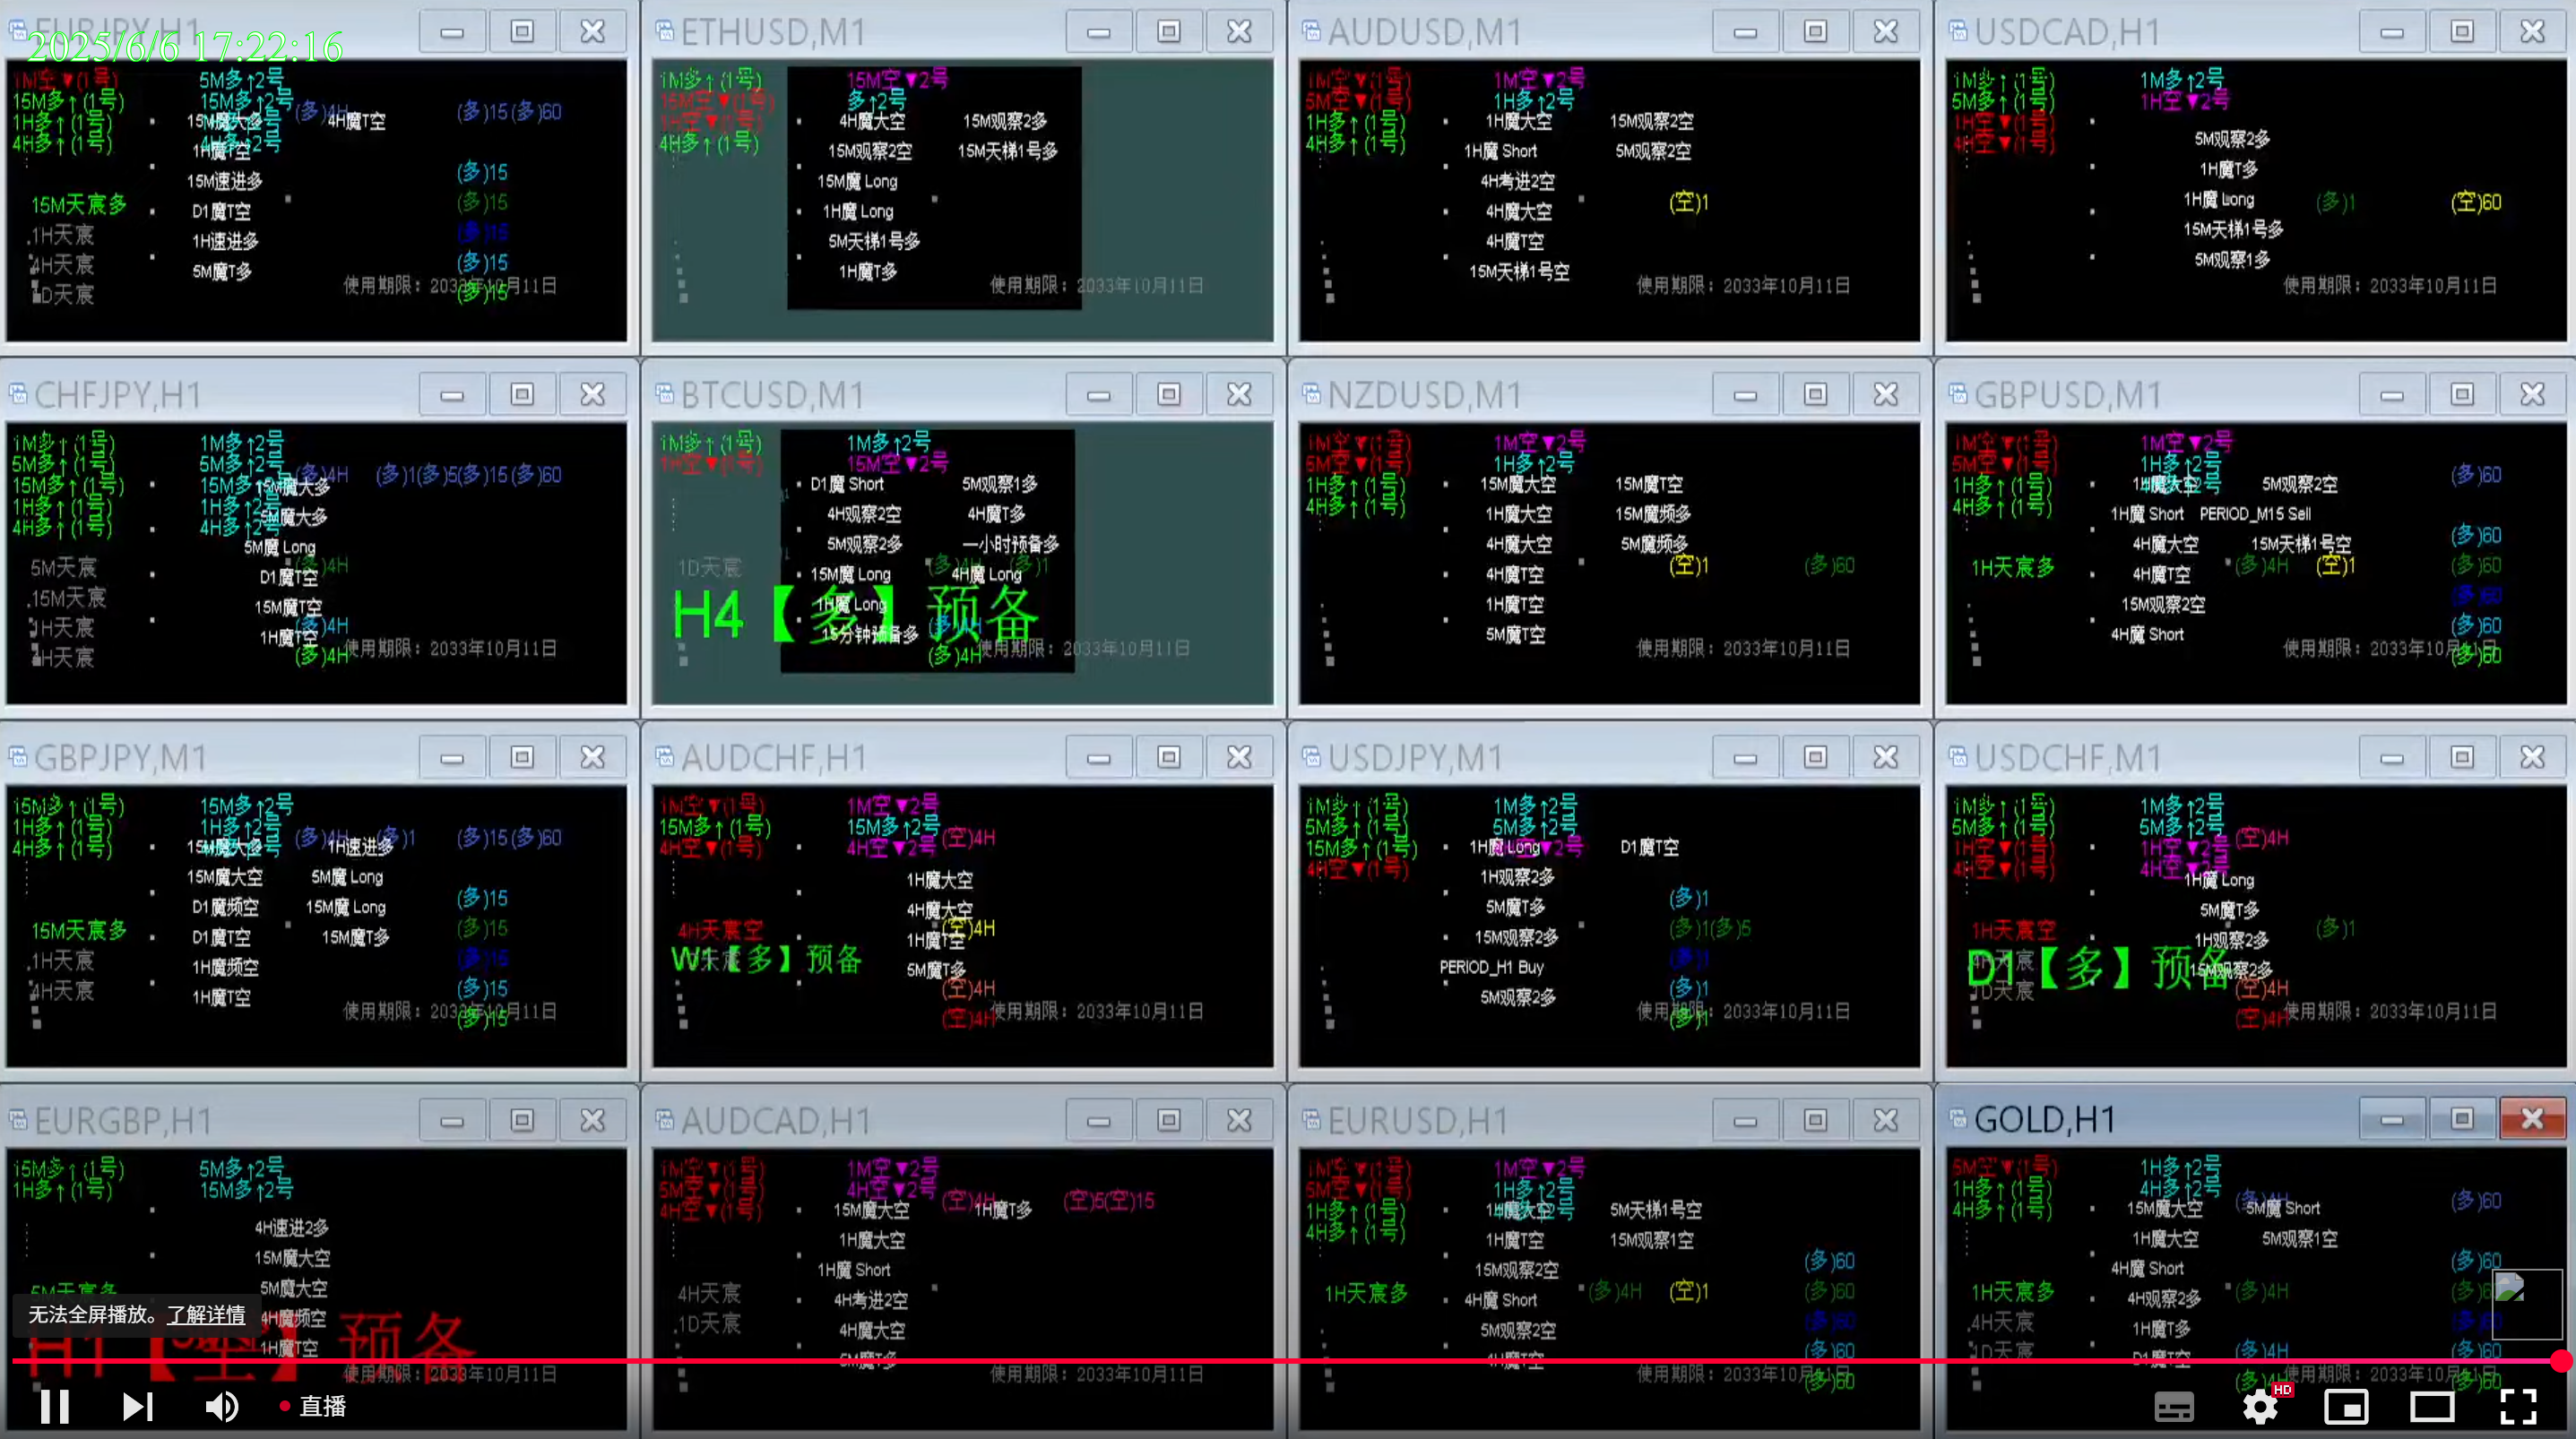 EURJPY,H1
2025/6/6 17:22:16
1M空▼(1号) 5M多↑2号
15M多↑(1号) 15M多↑2号 (多)4H (多)15(多)60
1H多↑(1号) 15M魔大多 4H魔T空
4H多↑(1号) 4H多↑2号
1H魔T空
15M速进多 (多)15
15M天宸多 D1魔T空 (多)15
1H天宸 1H速进多 (多)15
4H天宸 5M魔T多 (多)15
1D天宸 使用期限：2033年10月11日 (多)15
ETHUSD,M1
1M多↑(1号) 15M空▼2号
15M空▼(1号) 多↑2号
1H空▼(1号) 4H魔大空 15M观察2多
4H多↑(1号) 15M观察2空 15M天梯1号多
15M魔 Long
1H魔 Long
5M天梯1号多
1H魔T多
使用期限：2033年10月11日
AUDUSD,M1
1M空▼(1号) 1M空▼2号
5M空▼(1号) 1H多↑2号
1H多↑(1号) 1H魔大空 15M观察2空
4H多↑(1号) 1H魔 Short 5M观察2空
4H考进2空
4H魔大空 (空)1
4H魔T空
15M天梯1号空
使用期限：2033年10月11日
USDCAD,H1
1M多↑(1号) 1M多↑2号
5M多↑(1号) 1H空▼2号
1H空▼(1号)
4H空▼(1号) 5M观察2多
1H魔T多
1H魔 Long (多)1 (空)60
15M天梯1号多
5M观察1多
使用期限：2033年10月11日
CHFJPY,H1
1M多↑(1号) 1M多↑2号
5M多↑(1号) 5M多↑2号 (多)4H (多)1(多)5(多)15(多)60
15M多↑(1号) 15M多↑2号 15M魔大多
1H多↑(1号) 1H多↑2号 5M魔大多
4H多↑(1号) 4H多↑2号
5M魔 Long
5M天宸 D1魔T空 (多)4H
15M天宸 15M魔T空
1H天宸 1H魔T空 (多)4H
4H天宸 (多)4H 使用期限：2033年10月11日
BTCUSD,M1
1M多↑(1号) 1M多↑2号
1H空▼(1号) 15M空▼2号
D1魔 Short 5M观察1多
4H观察2空 4H魔T多
5M观察2多 一小时预备多
1D天宸 15M魔 Long (多)4H 4H魔 Long (多)1
H4【多】预备
1H魔 Long
15分钟预备多
(多)4H 使用期限：2033年10月11日
NZDUSD,M1
1M空▼(1号) 1M空▼2号
5M空▼(1号) 1H多↑2号
1H多↑(1号) 15M魔大空 15M魔T空
4H多↑(1号) 1H魔大空 15M魔频多
4H魔大空 5M魔频多
4H魔T空 (空)1 (多)60
1H魔T空
5M魔T空
使用期限：2033年10月11日
GBPUSD,M1
1M空▼(1号) 1M空▼2号
5M空▼(1号) 1H多↑2号 (多)60
1H多↑(1号) 1H魔大空 5M观察2空
4H多↑(1号) 1H魔 Short PERIOD_M15 Sell
4H魔大空 15M天梯1号空 (多)60
1H天宸多 4H魔T空 (多)4H (空)1 (多)60
15M观察2空 (多)60
4H魔 Short (多)60
使用期限：2033年10月11日 (多)60
GBPJPY,M1
15M多↑(1号) 15M多↑2号
1H多↑(1号) 1H多↑2号 (多)4H (多)1 (多)15(多)60
4H多↑(1号) 15M魔大多 1H速进多
15M魔大空 5M魔 Long
D1魔频空 15M魔 Long (多)15
15M天宸多 D1魔T空 15M魔T多 (多)15
1H天宸 1H魔频空 (多)15
4H天宸 1H魔T空 (多)15
使用期限：2033年10月11日 (多)15
AUDCHF,H1
1M空▼(1号) 1M空▼2号
15M多↑(1号) 15M多↑2号 (空)4H
4H空▼(1号) 4H空▼2号
1H魔大空
4H魔大空
4H天宸空 1H魔T空 (空)4H
W1【多】预备
5M魔T多
(空)4H
(空)4H 使用期限：2033年10月11日
USDJPY,M1
1M多↑(1号) 1M多↑2号
5M多↑(1号) 5M多↑2号
15M多↑(1号) 1H魔 Long D1魔T空
4H空▼(1号) 1H观察2多
5M魔T多 (多)1
15M观察2多 (多)1(多)5
PERIOD_H1 Buy (多)1
5M观察2多 (多)1
使用期限：2033年10月11日 (多)1
USDCHF,M1
1M多↑(1号) 1M多↑2号
5M多↑(1号) 5M多↑2号 (空)4H
1H空▼(1号) 1H空▼2号
4H空▼(1号) 4H空▼2号
1H魔 Long
5M魔T多
1H天宸空 1H观察2多 (多)1
4H天宸
D1【多】预备
15M观察2多
1D天宸 (空)4H
(空)4H 使用期限：2033年10月11日
EURGBP,H1
15M多↑(1号) 5M多↑2号
1H多↑(1号) 15M多↑2号
4H速进2多
15M魔大空
5M天宸多 5M魔大空
4H魔频空
H1【空】预备
1H魔T空
使用期限：2033年10月11日
AUDCAD,H1
1M空▼(1号) 1M空▼2号
5M空▼(1号) 4H空▼2号 (空)4H (空)5(空)15
4H空▼(1号) 15M魔大空 1H魔T多
1H魔大空
1H魔 Short
4H天宸 4H考进2空
1D天宸 4H魔大空
5M魔T多
使用期限：2033年10月11日
EURUSD,H1
1M空▼(1号) 1M空▼2号
5M空▼(1号) 1H多↑2号
1H多↑(1号) 1H魔大空 5M天梯1号空
4H多↑(1号) 1H魔T空 15M观察1空
15M观察2空 (多)60
1H天宸多 4H魔 Short (多)4H (空)1 (多)60
5M观察2空 (多)60
4H魔T空 (多)60
使用期限：2033年10月11日 (多)60
GOLD,H1
5M空▼(1号) 1H多↑2号
1H多↑(1号) 4H多↑2号 (多)4H (多)60
4H多↑(1号) 15M魔大空 5M魔 Short
1H魔大空 5M观察1空
4H魔 Short (多)60
1H天宸多 4H观察2多 (多)4H
4H天宸 1H魔T多
1D天宸 D1魔T空 (多)4H (多)60
使用期限：2033年10月11日 (多)60
无法全屏播放。了解详情
直播
HD